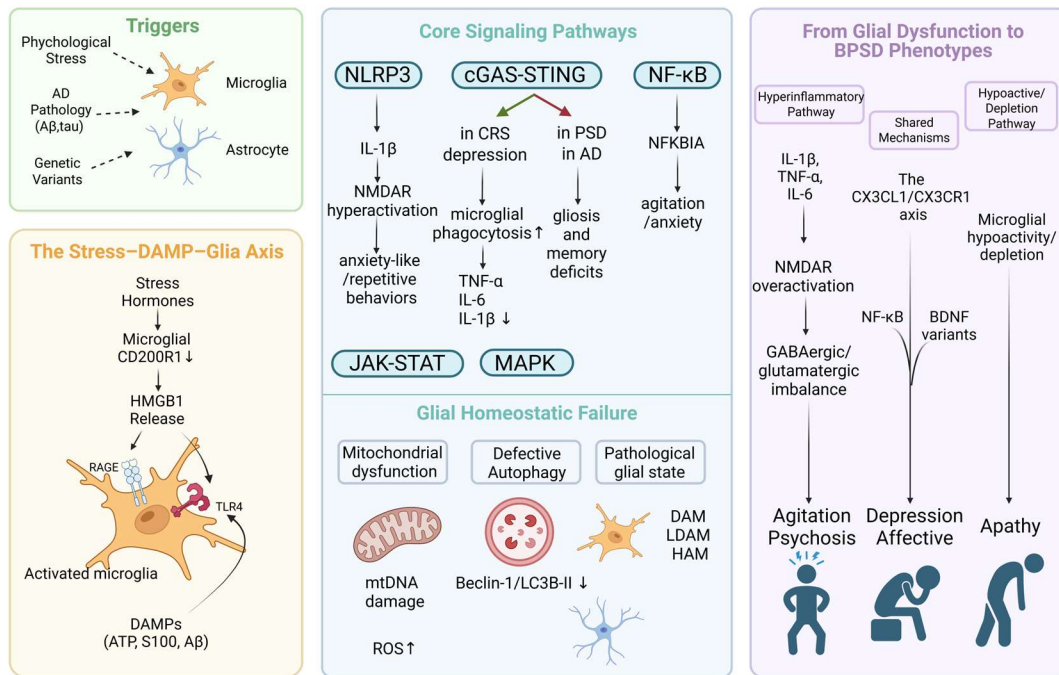 Triggers
Phychological
Stress
AD
Pathology
(Aβ,tau)
Genetic
Variants
Microglia
Astrocyte
The Stress–DAMP–Glia Axis
Stress
Hormones
Microglial
CD200R1↓
HMGB1
Release
RAGE
TLR4
Activated microglia
DAMPs
(ATP, S100, Aβ)
Core Signaling Pathways
NLRP3
IL-1β
NMDAR
hyperactivation
anxiety-like
/repetitive
behaviors
cGAS-STING
in CRS
depression
microglial
phagocytosis↑
TNF-α
IL-6
IL-1β ↓
in PSD
in AD
gliosis
and
memory
deficits
NF-κB
NFKBIA
agitation
/anxiety
JAK-STAT
MAPK
Glial Homeostatic Failure
Mitochondrial
dysfunction
mtDNA
damage
ROS↑
Defective
Autophagy
Beclin-1/LC3B-II ↓
Pathological
glial state
DAM
LDAM
HAM
From Glial Dysfunction to
BPSD Phenotypes
Hyperinflammatory
Pathway
IL-1β,
TNF-α,
IL-6
NMDAR
overactivation
GABAergic/
glutamatergic
imbalance
Agitation
Psychosis
Shared
Mechanisms
The
CX3CL1/CX3CR1
axis
NF-κB
BDNF
variants
Depression
Affective
Hypoactive/
Depletion
Pathway
Microglial
hypoactivity/
depletion
Apathy